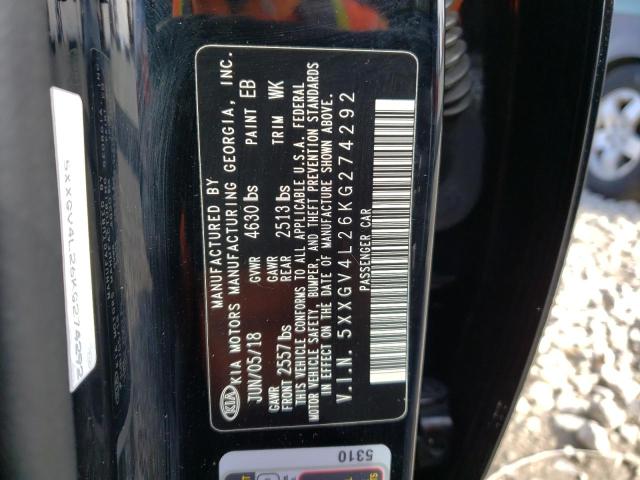 MANUFACTURED BY
KIA KIA MOTORS MANUFACTURING GEORGIA, INC.
JUN/05/18 GVWR 4630 lbs PAINT EB
GAWR FRONT 2557 lbs GAWR REAR 2513 lbs TRIM WK
THIS VEHICLE CONFORMS TO ALL APPLICABLE U.S.A. FEDERAL
MOTOR VEHICLE SAFETY, BUMPER, AND THEFT PREVENTION STANDARDS
IN EFFECT ON THE DATE OF MANUFACTURE SHOWN ABOVE.
V.I.N. 5XXGV4L26KG274292
PASSENGER CAR
5XXGV4L26KG274292
5310